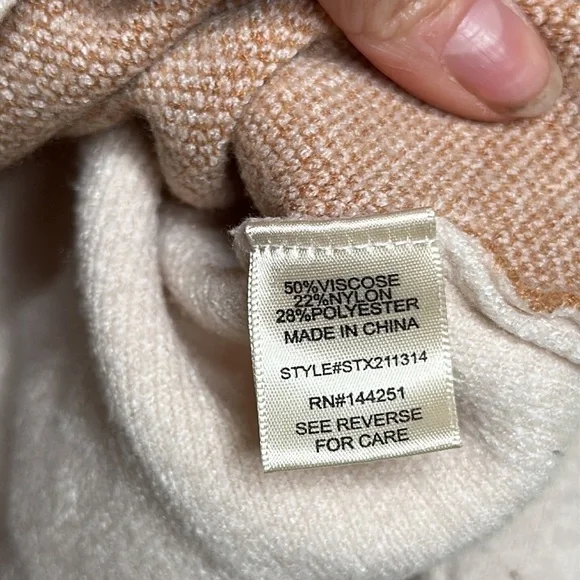 50%VISCOSE
22%NYLON
28%POLYESTER
MADE IN CHINA
STYLE#STX211314
RN#144251
SEE REVERSE
FOR CARE